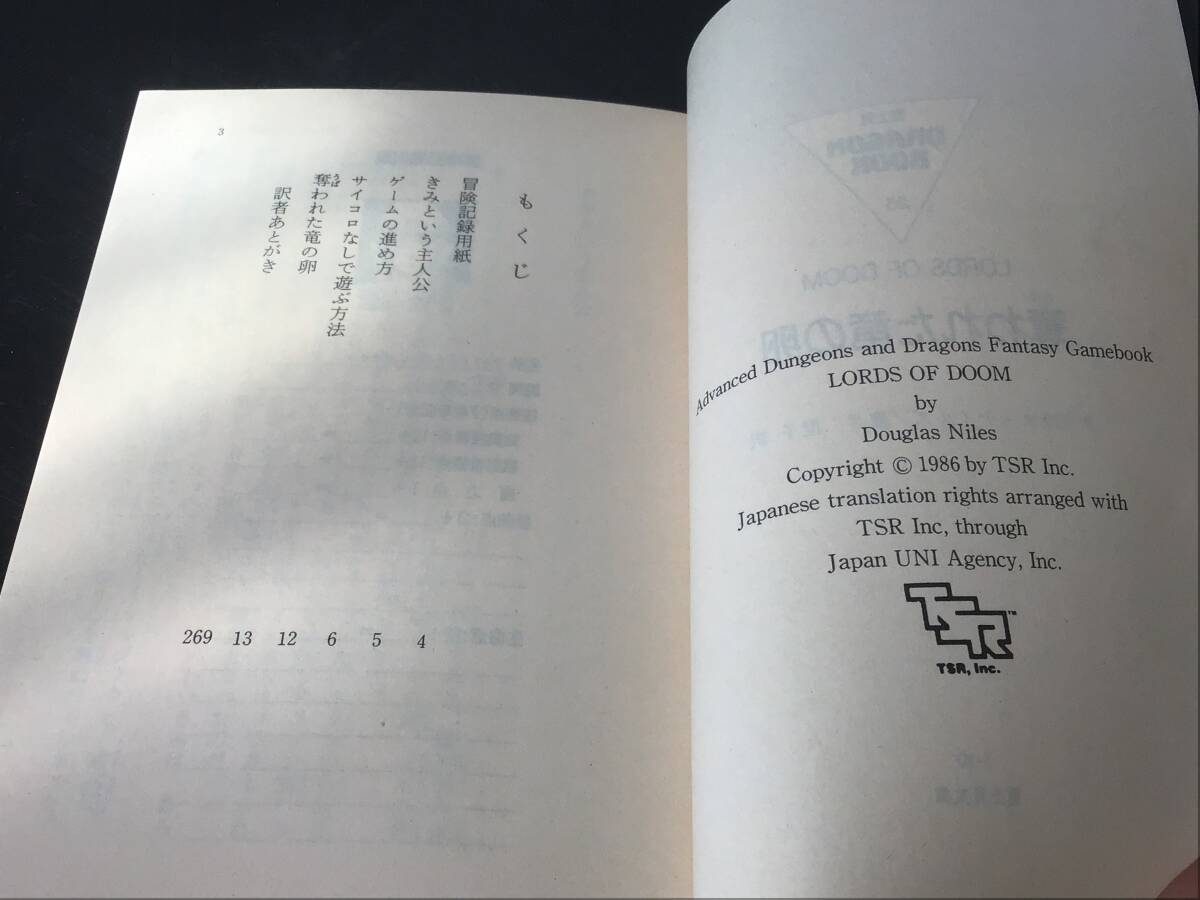 Advanced Dungeons and Dragons Fantasy Gamebook
LORDS OF DOOM
by
Douglas Niles
Copyright © 1986 by TSR Inc.
Japanese translation rights arranged with
TSR Inc, through
Japan UNI Agency, Inc.
TSR™
TSR, Inc.
3
もくじ
冒険記録用紙 4
きみという主人公 5
ゲームの進め方 6
サイコロなしで遊ぶ方法 12
奪われた竜の卵 13
うば
訳者あとがき 269